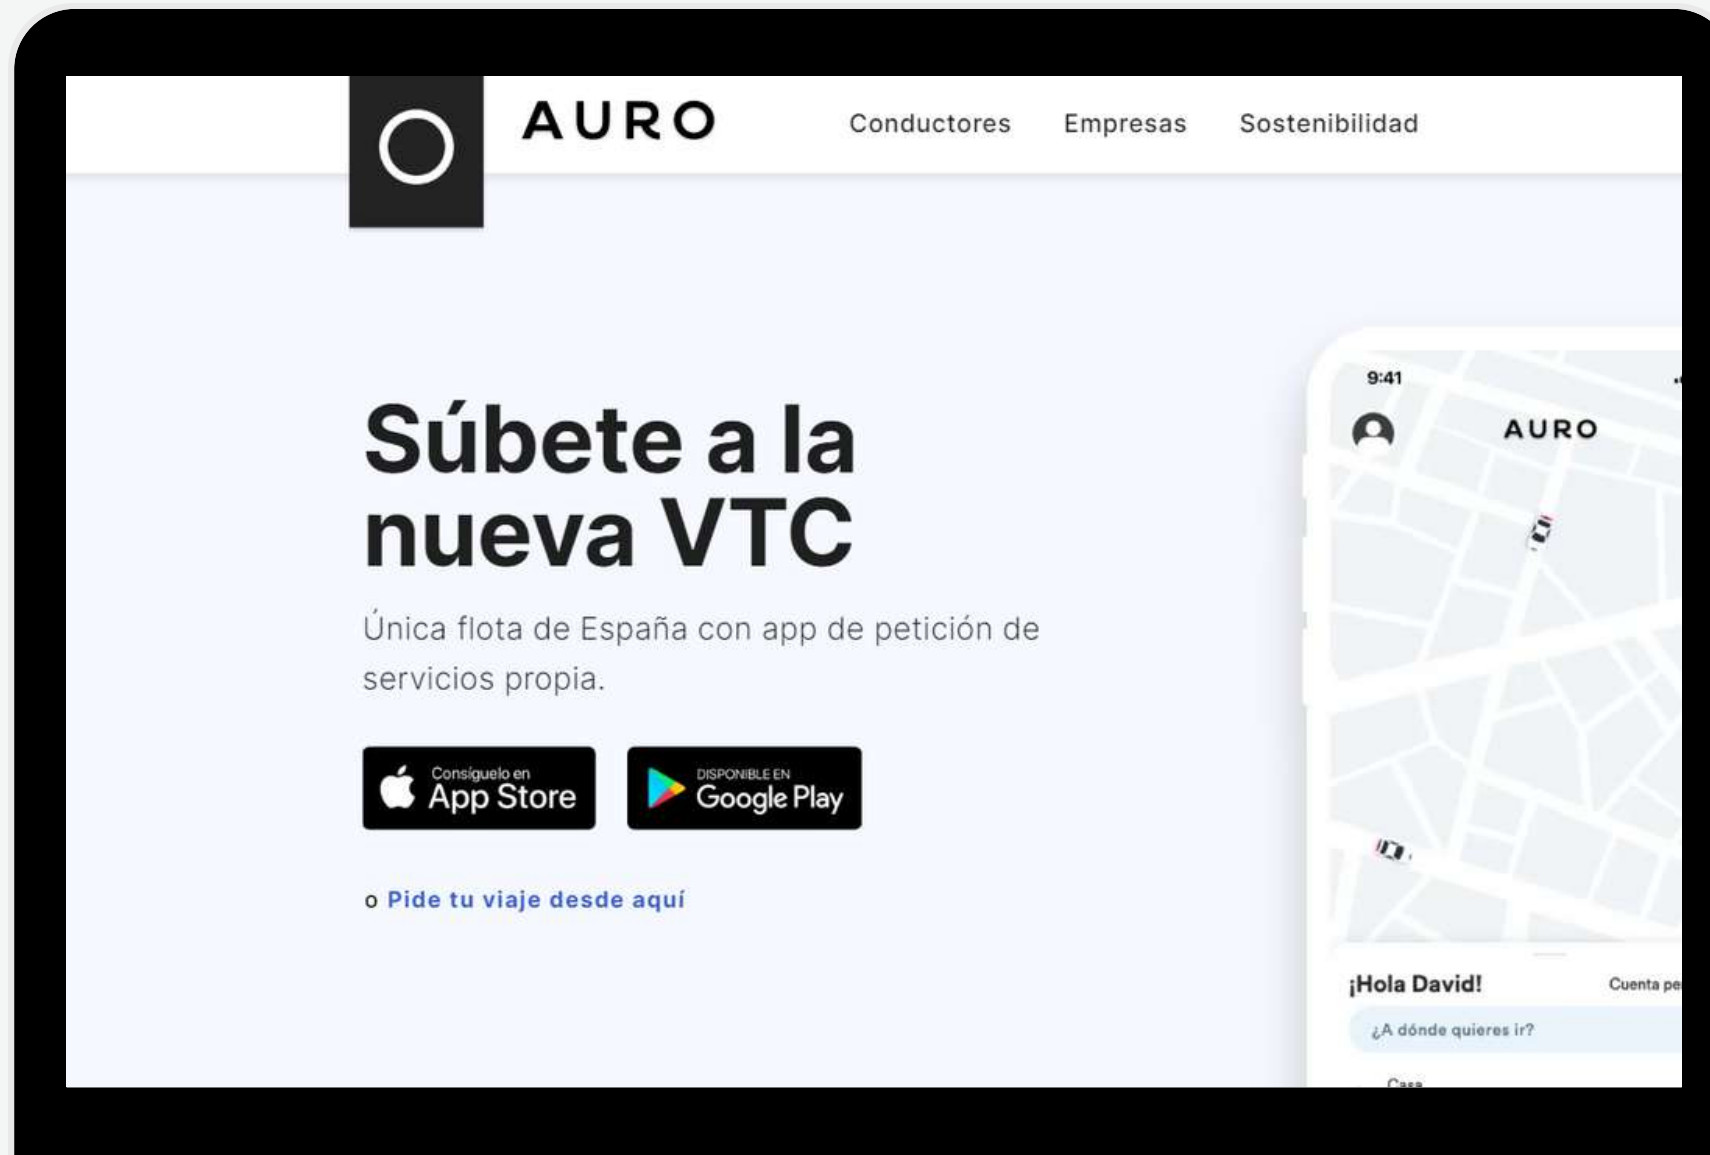 AURO
Conductores
Empresas
Sostenibilidad
Súbete a la
nueva VTC
Única flota de España con app de petición de
servicios propia.
Consíguelo en
App Store
DISPONIBLE EN
Google Play
o Pide tu viaje desde aquí
9:41
AURO
¡Hola David!
Cuenta
¿A dónde quieres ir?
Casa